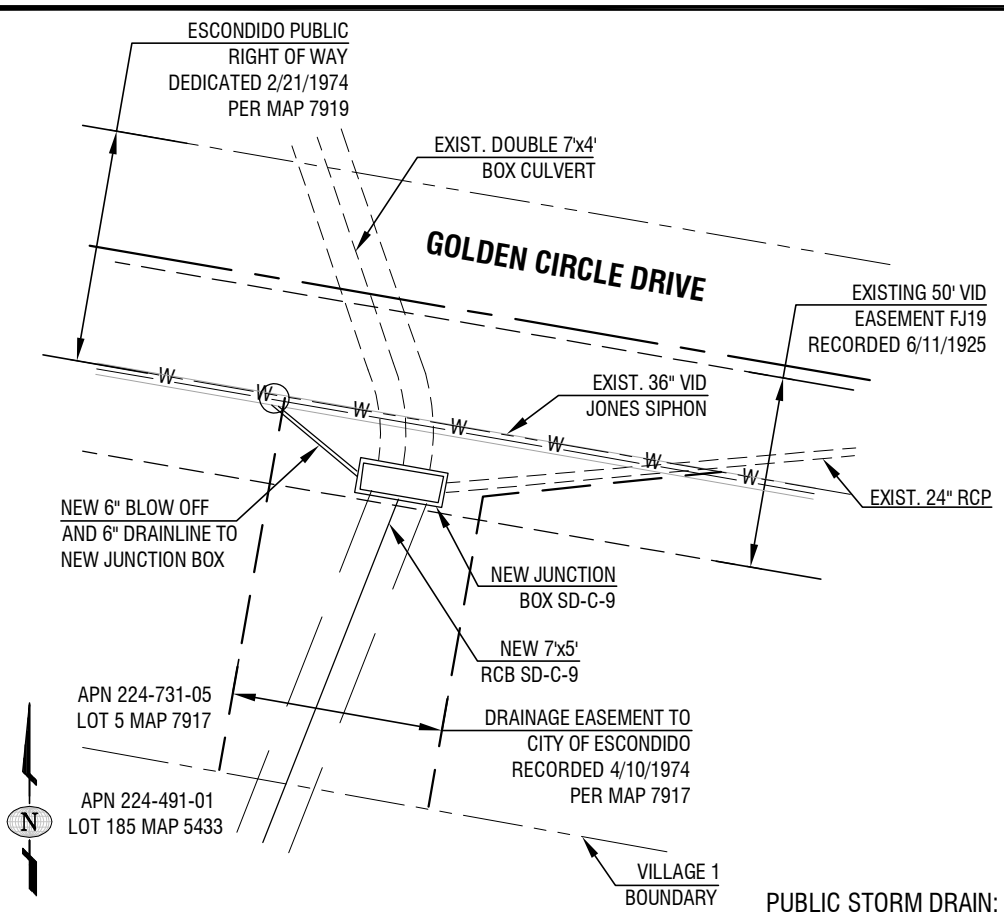 ESCONDIDO PUBLIC
RIGHT OF WAY
DEDICATED 2/21/1974
PER MAP 7919
EXIST. DOUBLE 7'x4'
BOX CULVERT
GOLDEN CIRCLE DRIVE
EXISTING 50' VID
EASEMENT FJ19
RECORDED 6/11/1925
EXIST. 36" VID
JONES SIPHON
W
W
W
W
W
W
W
EXIST. 24" RCP
NEW 6" BLOW OFF
AND 6" DRAINLINE TO
NEW JUNCTION BOX
NEW JUNCTION
BOX SD-C-9
NEW 7'x5'
RCB SD-C-9
APN 224-731-05
LOT 5 MAP 7917
DRAINAGE EASEMENT TO
CITY OF ESCONDIDO
RECORDED 4/10/1974
PER MAP 7917
APN 224-491-01
LOT 185 MAP 5433
N
VILLAGE 1
BOUNDARY
PUBLIC STORM DRAIN: